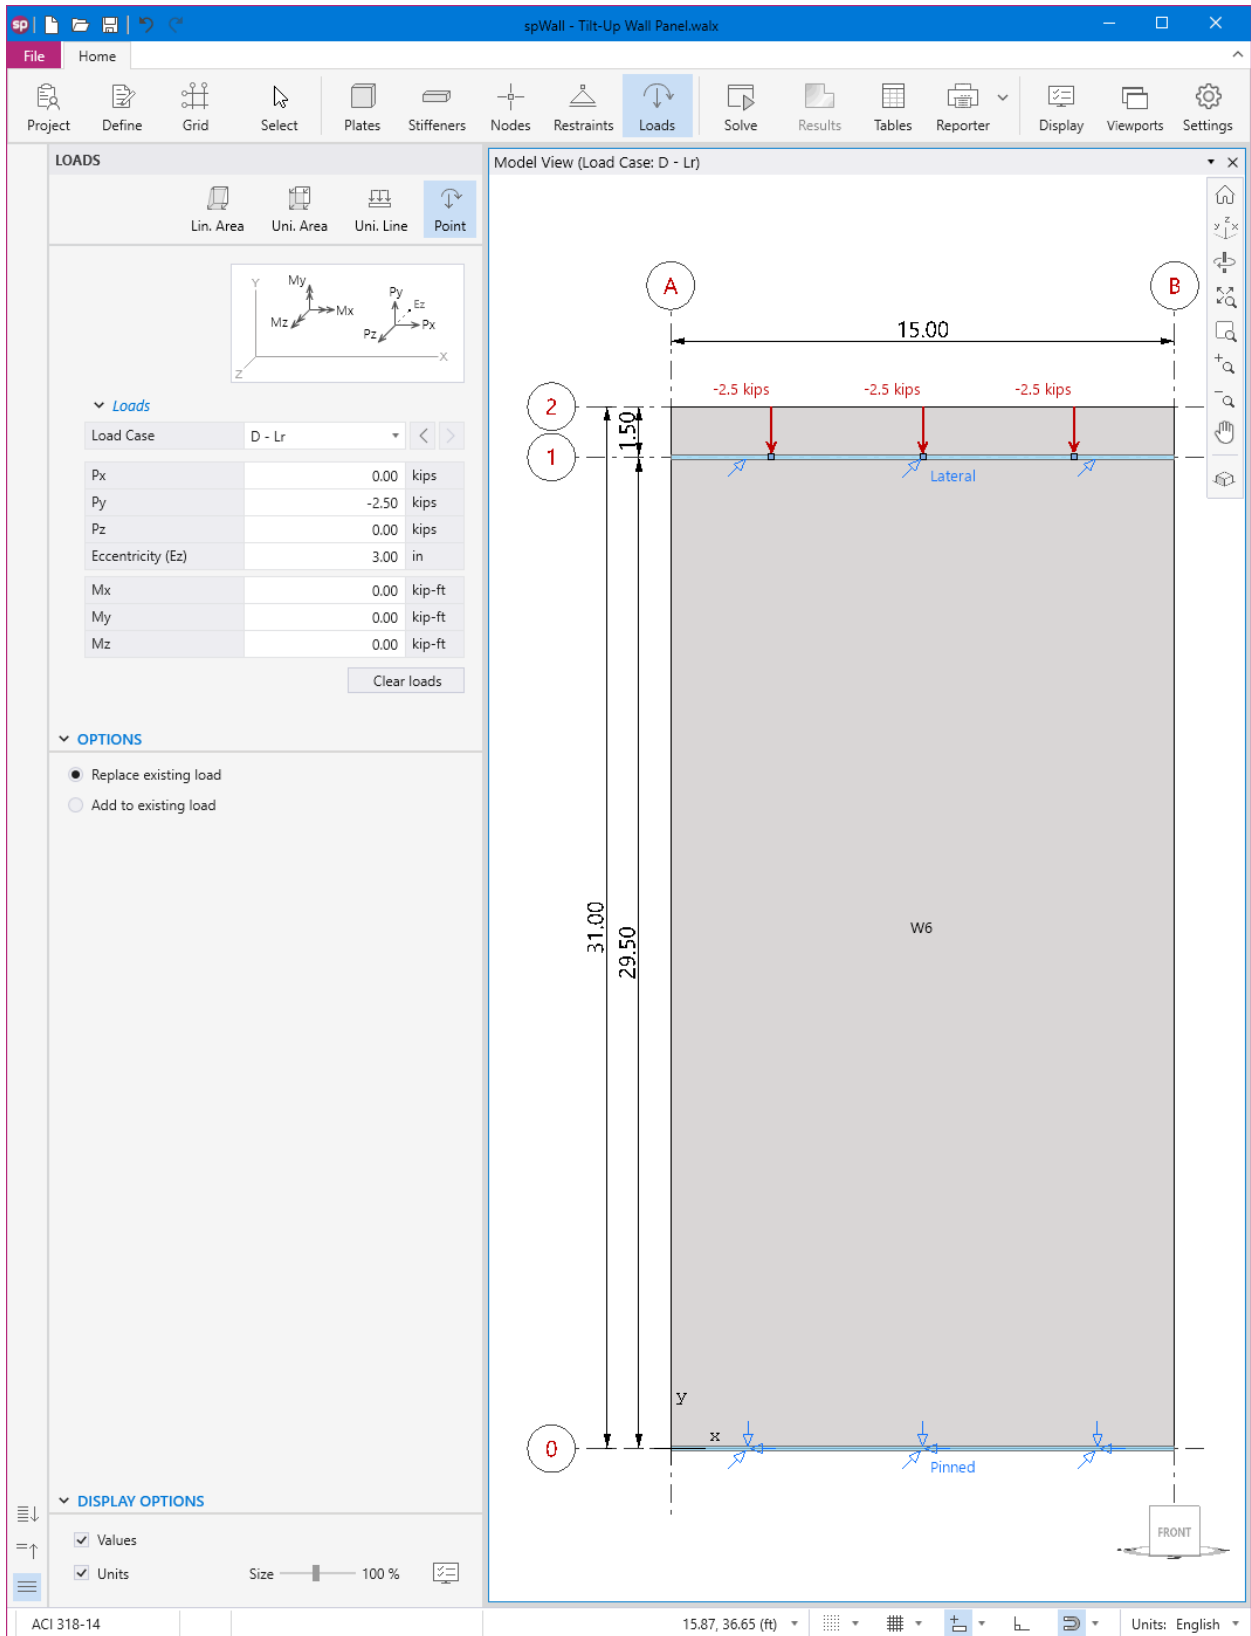 sp
spWall - Tilt-Up Wall Panel.walx
File
Home
Project
Define
Grid
Select
Plates
Stiffeners
Nodes
Restraints
Loads
Solve
Results
Tables
Reporter
Display
Viewports
Settings
LOADS
Lin. Area
Uni. Area
Uni. Line
Point
Y
My
Mx
Mz
Py
Ez
Px
Pz
X
Z
Loads
Load Case
D - Lr
Px 0.00 kips
Py -2.50 kips
Pz 0.00 kips
Eccentricity (Ez) 3.00 in
Mx 0.00 kip-ft
My 0.00 kip-ft
Mz 0.00 kip-ft
Clear loads
OPTIONS
Replace existing load
Add to existing load
DISPLAY OPTIONS
Values
Units
Size
100 %
Model View (Load Case: D - Lr)
y z x
A
B
15.00
-2.5 kips
-2.5 kips
-2.5 kips
2
1.50
1
Lateral
31.00
29.50
W6
y
x
0
Pinned
FRONT
ACI 318-14
15.87, 36.65 (ft)
Units: English